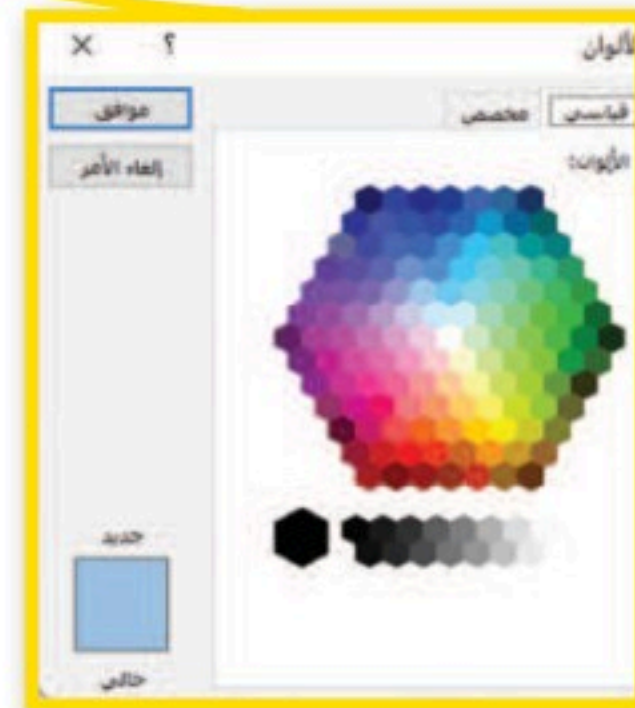 الألوان ؟ ×
قياسي مخصص
موافق
إلغاء الأمر
الألوان:
جديد
حالي